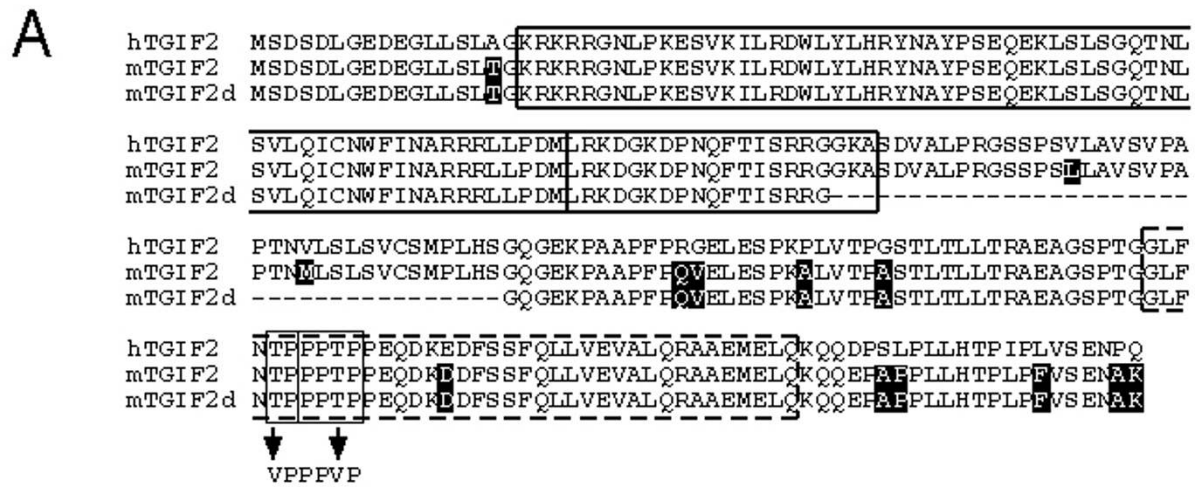 A
hTGIF2 MSDSDLGEDEGLLSLAGKRKRRGNLPKESVKILRDWLYLHRYNAYPSEQEKLSLSGQTNL
mTGIF2 MSDSDLGEDEGLLSLTGKRKRRGNLPKESVKILRDWLYLHRYNAYPSEQEKLSLSGQTNL
mTGIF2d MSDSDLGEDEGLLSLTGKRKRRGNLPKESVKILRDWLYLHRYNAYPSEQEKLSLSGQTNL
hTGIF2 SVLQICNWFINARRRLLPDMLRKDGKDPNQFTISRRGGKASDVALPRGSSPSVLAVSVPA
mTGIF2 SVLQICNWFINARRRLLPDMLRKDGKDPNQFTISRRGGKASDVALPRGSSPSLLAVSVPA
mTGIF2d SVLQICNWFINARRRLLPDMLRKDGKDPNQFTISRRG-----------------------
hTGIF2 PTNVLSLSVCSMPLHSGQGEKPAAPFPRGELESPKPLVTPGSTLTLLTRAEAGSPTGGLF
mTGIF2 PTNMLSLSVCSMPLHSGQGEKPAAPFPQVELESPKALVTPASTLTLLTRAEAGSPTGGLF
mTGIF2d ----------------GQGEKPAAPFPQVELESPKALVTPASTLTLLTRAEAGSPTGGLF
hTGIF2 NTPPPTPPEQDKEDFSSFQLLVEVALQRAAEMELQKQQDPSLPLLHTPIPLVSENPQ
mTGIF2 NTPPPTPPEQDKDDFSSFQLLVEVALQRAAEMELQKQQEPAPPLLHTPLPFVSENAK
mTGIF2d NTPPPTPPEQDKDDFSSFQLLVEVALQRAAEMELQKQQEPAPPLLHTPLPFVSENAK
VPPPVP